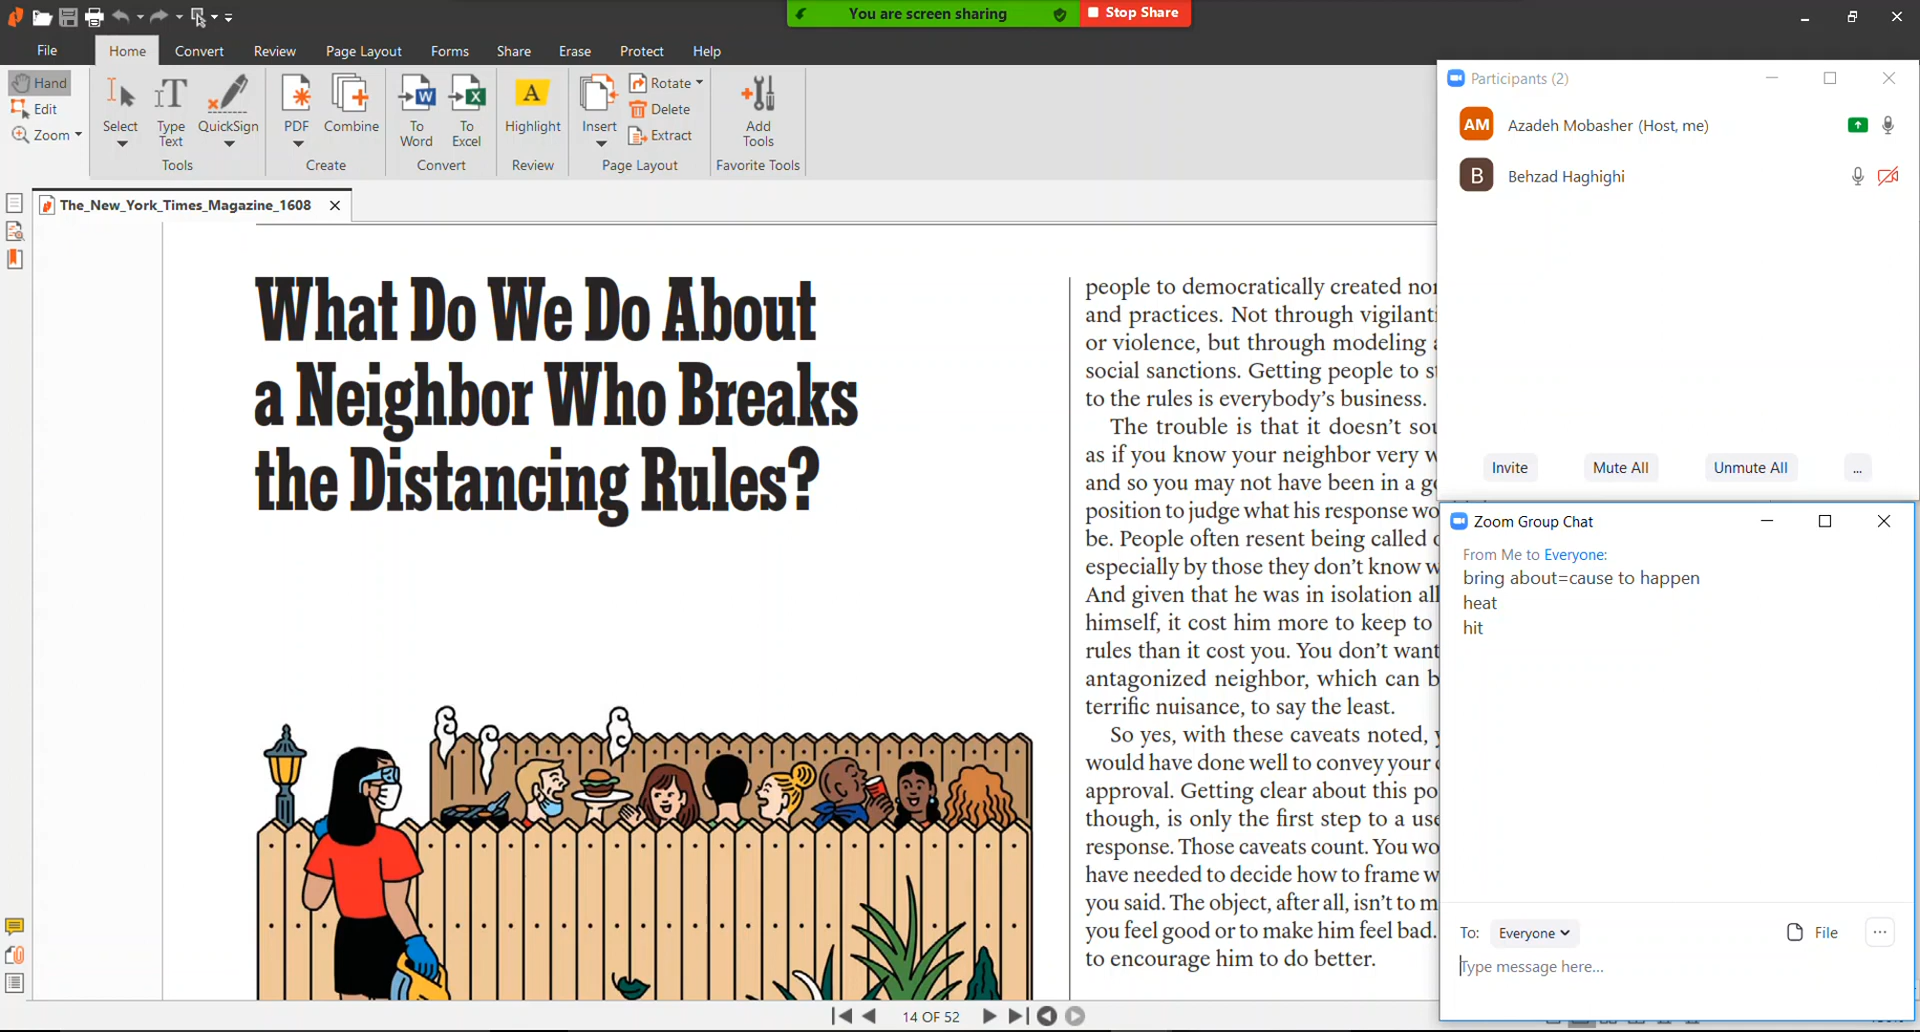 You are screen sharing
Stop Share
File Home Convert Review Page Layout Forms Share Erase Protect Help
Hand
Edit
Zoom
Select
Type Text
QuickSign
Tools
PDF
Combine
Create
To Word
To Excel
Convert
Highlight
Review
Insert
Rotate
Delete
Extract
Page Layout
Add Tools
Favorite Tools
The_New_York_Times_Magazine_1608
What Do We Do About
a Neighbor Who Breaks
the Distancing Rules?
people to democratically created
and practices. Not through
or violence, but through modeling
social sanctions. Getting people to
to the rules is everybody's business.
The trouble is that it doesn't
as if you know your neighbor very
and so you may not have been in a
position to judge what his response
be. People often resent being called
especially by those they don't know
And given that he was in isolation
himself, it cost him more to keep to
rules than it cost you. You don't want
antagonized neighbor, which can
terrific nuisance, to say the least.
So yes, with these caveats noted,
would have done well to convey your
approval. Getting clear about this
though, is only the first step to a
response. Those caveats count. You
have needed to decide how to frame
you said. The object, after all, isn't to
you feel good or to make him feel bad.
to encourage him to do better.
14 OF 52
Participants (2)
AM Azadeh Mobasher (Host, me)
B Behzad Haghighi
Invite Mute All Unmute All ...
Zoom Group Chat
From Me to Everyone:
bring about=cause to happen
heat
hit
To: Everyone File ...
Type message here...